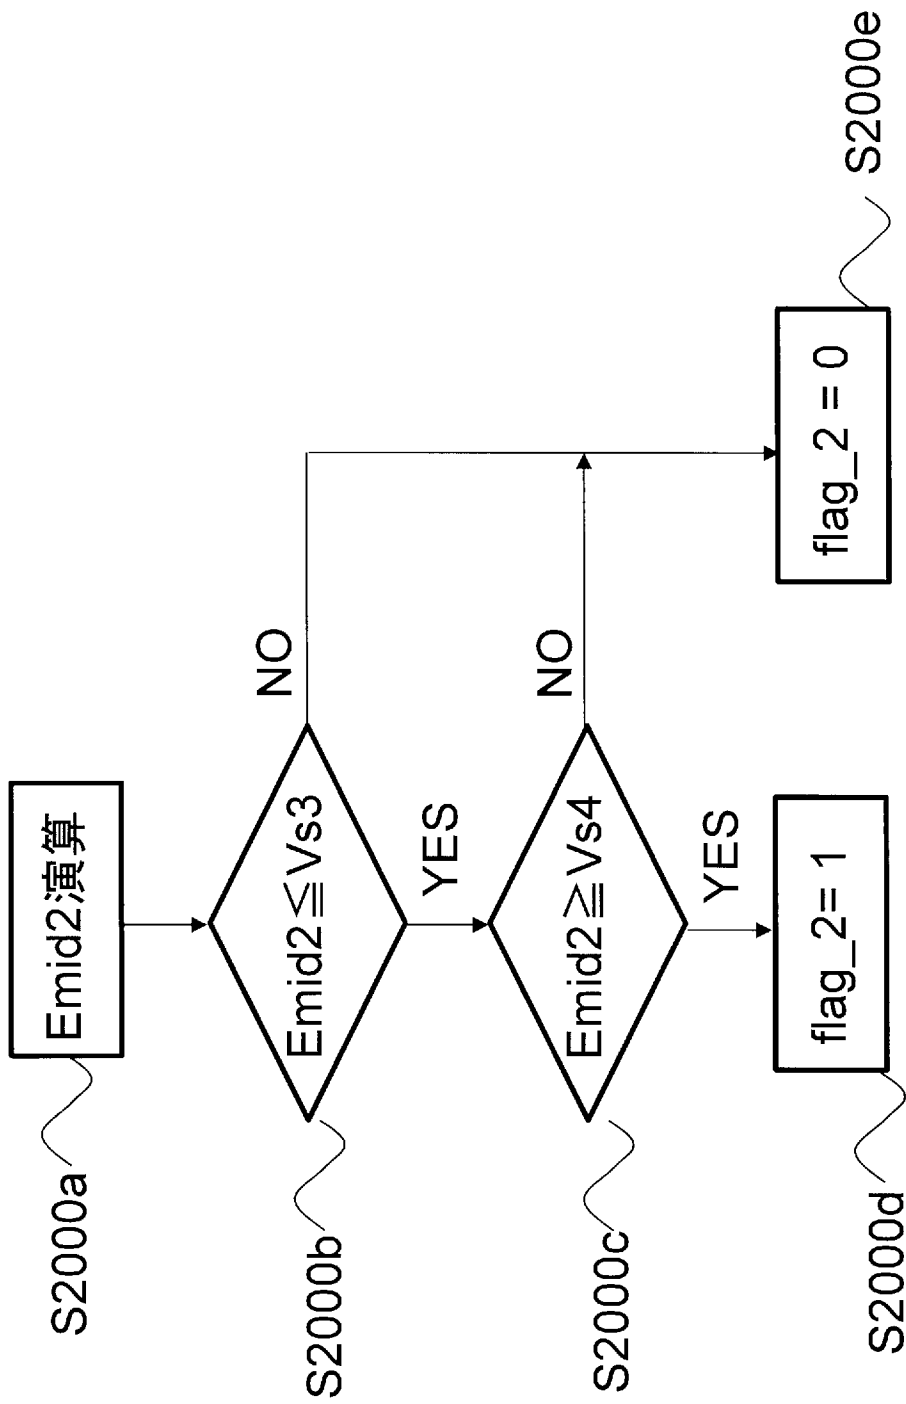 S2000a
Emid2演算
S2000b
Emid2≦Vs3
NO
YES
S2000c
Emid2≧Vs4
NO
YES
S2000d
flag_2= 1
flag_2 = 0
S2000e